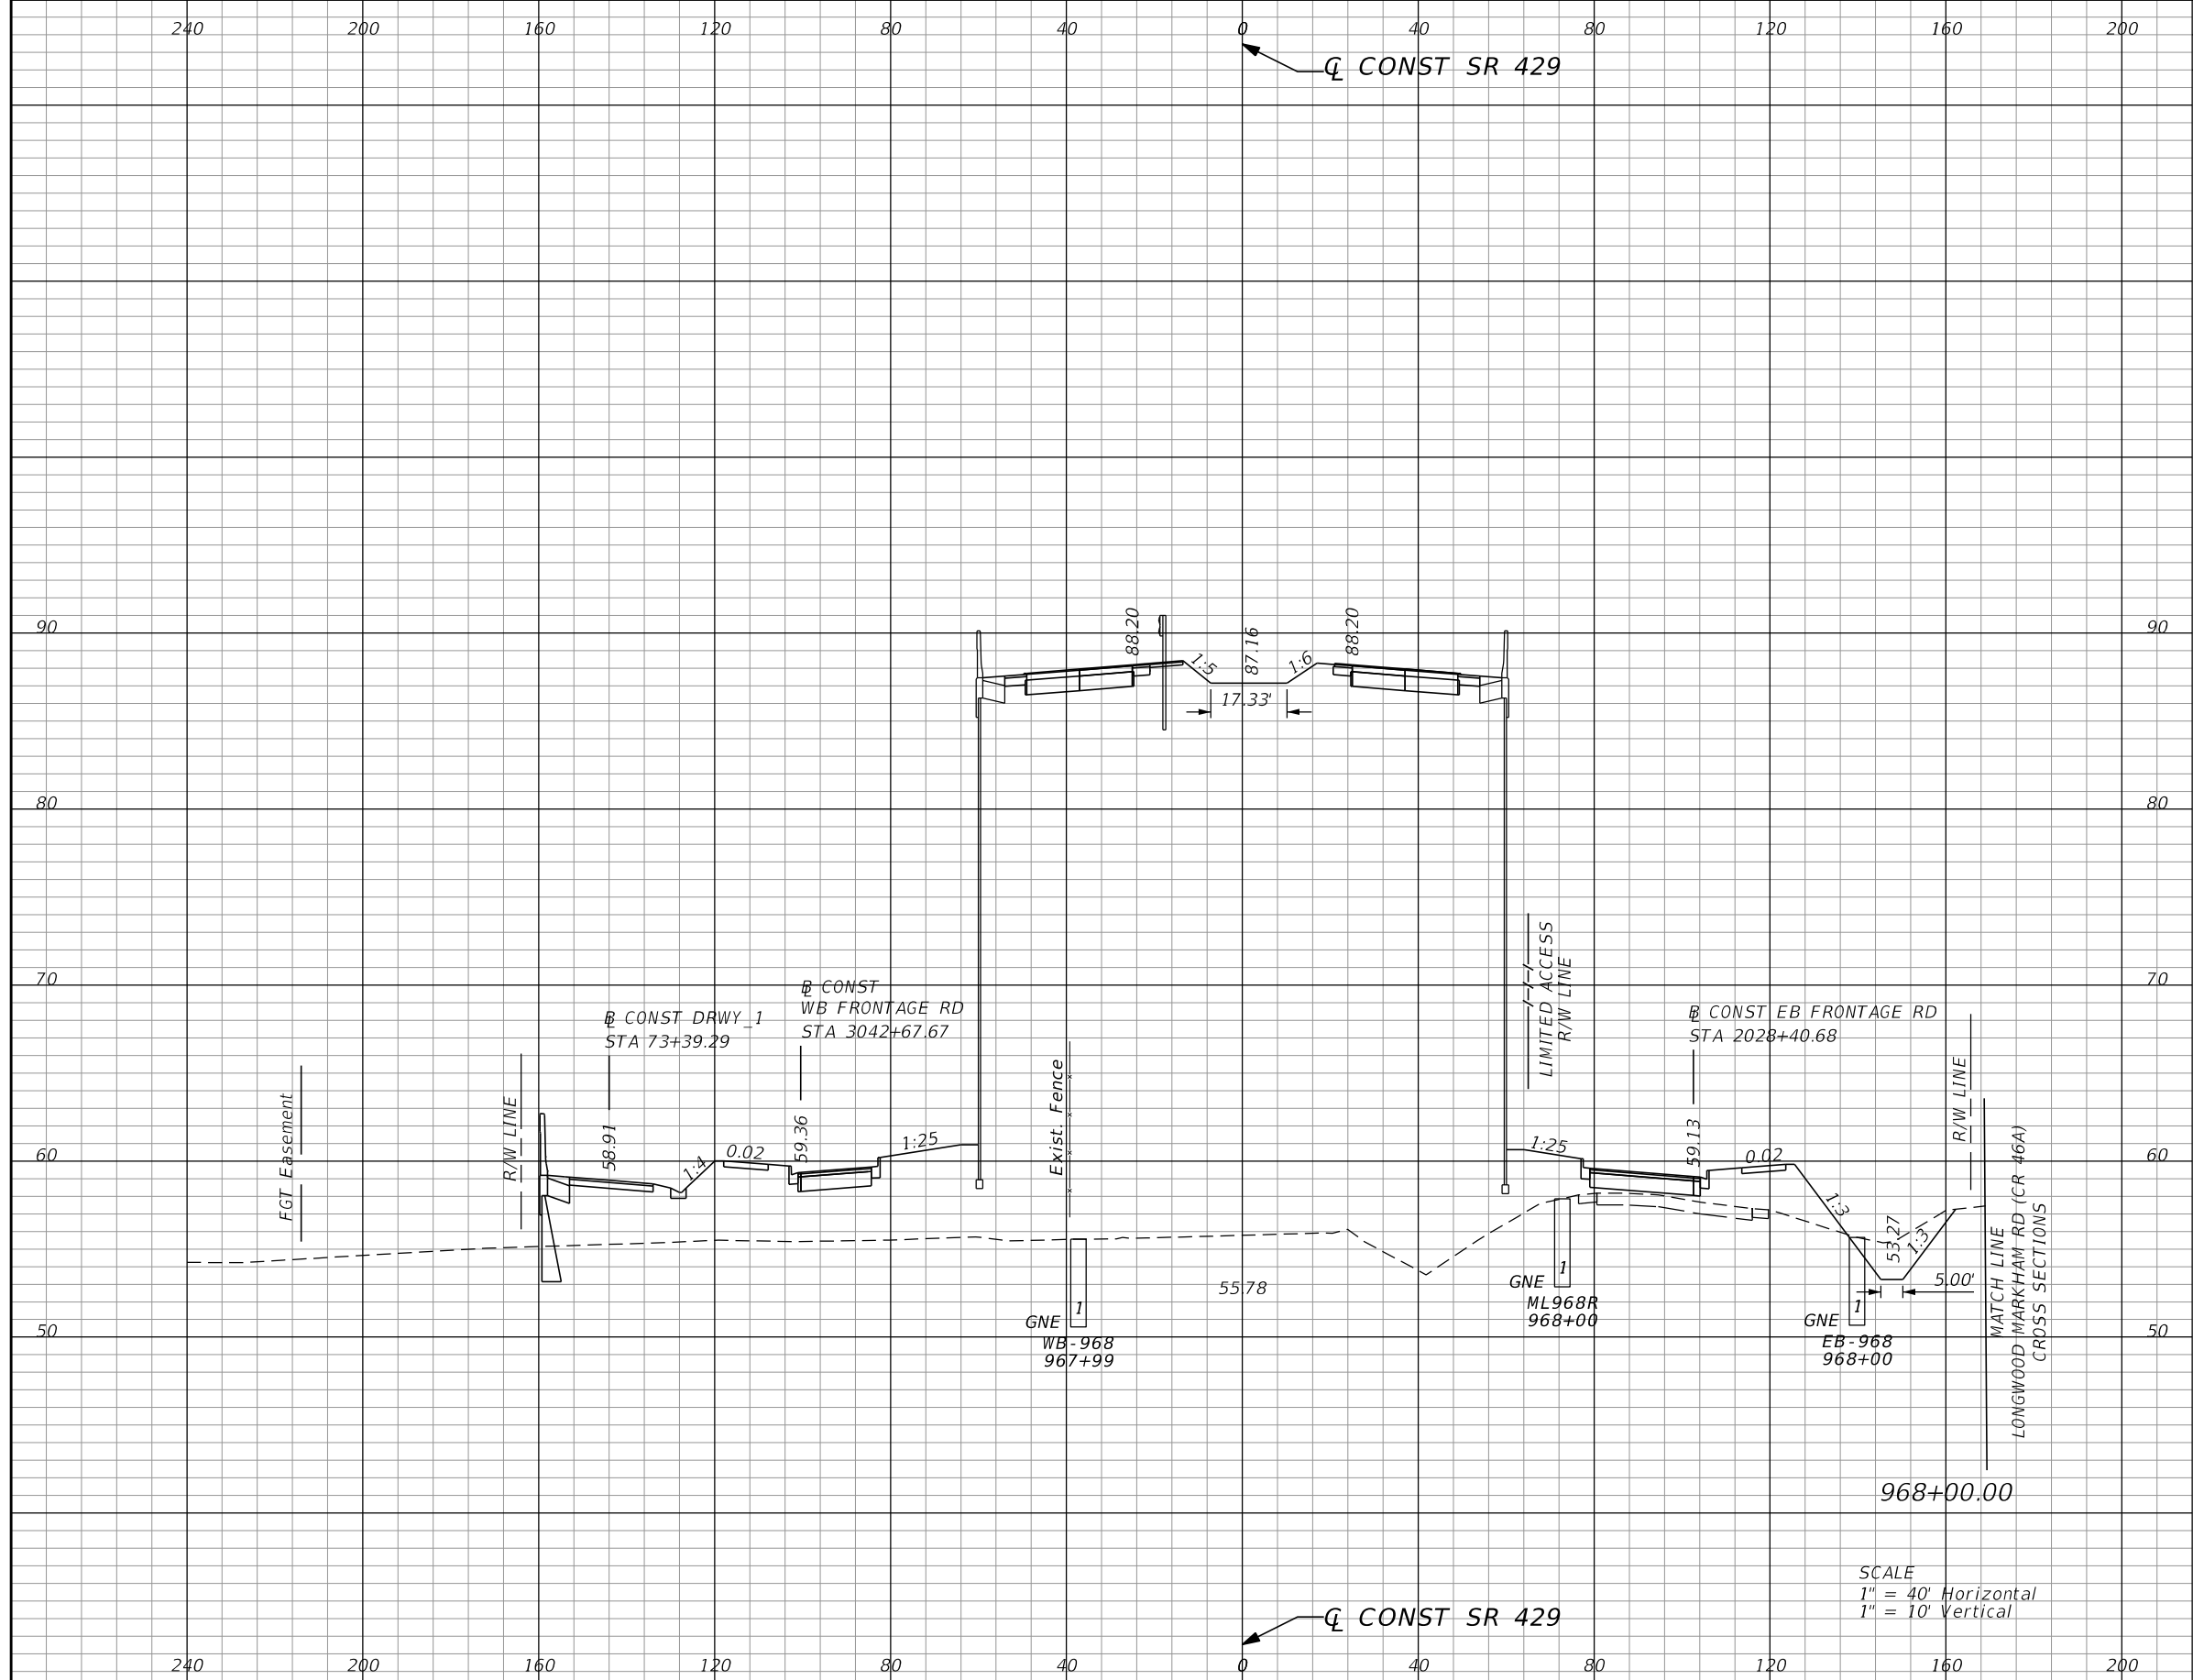 240 200 160 120 80 40 0 40 80 120 160 200
℄ CONST SR 429
90 90
88.20
1:5
87.16
1:6
88.20
17.33'
80 80
70 70
LIMITED ACCESS
R/W LINE
B̲L CONST DRWY_1
STA 73+39.29
B̲L CONST
WB FRONTAGE RD
STA 3042+67.67
B̲L CONST EB FRONTAGE RD
STA 2028+40.68
FGT Easement
R/W LINE
58.91
1:4
0.02
59.36
1:25
Exist. Fence
1:25
59.13
0.02
R/W LINE
60 60
1:3
53.27
1:3
5.00'
55.78
GNE 1
WB-968
967+99
GNE 1
ML968R
968+00
GNE 1
EB-968
968+00
50 50
MATCH LINE
LONGWOOD MARKHAM RD (CR 46A)
CROSS SECTIONS
968+00.00
SCALE
1" = 40' Horizontal
1" = 10' Vertical
℄ CONST SR 429
240 200 160 120 80 40 0 40 80 120 160 200